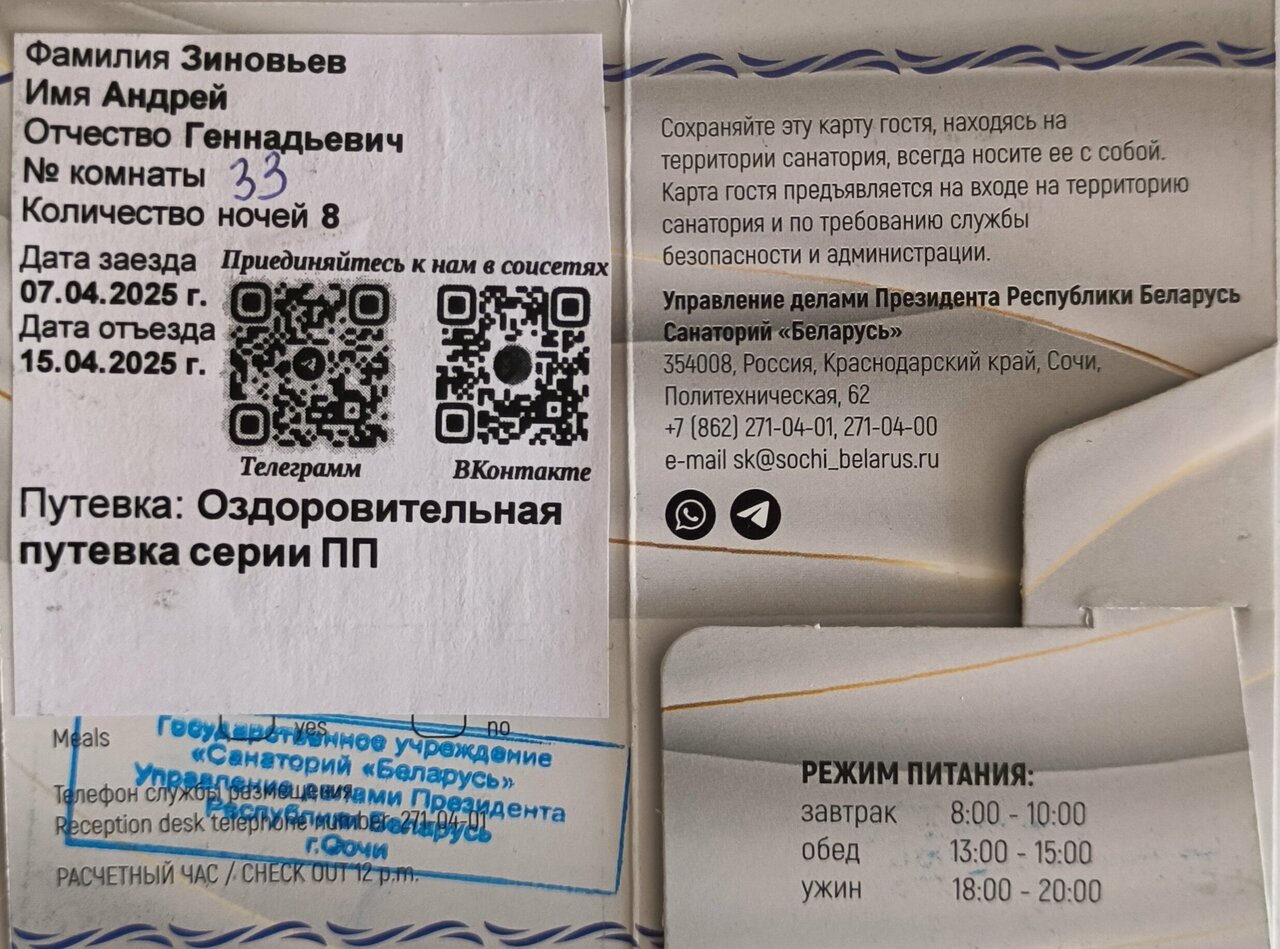 Фамилия Зиновьев
Имя Андрей
Отчество Геннадьевич
№ комнаты 33
Количество ночей 8
Дата заезда
07.04.2025 г.
Дата отъезда
15.04.2025 г.
Приединяйтесь к нам в соисетях
Телеграмм
ВКонтакте
Путевка: Оздоровительная
путевка серии ПП
Meals yes no
Государственное учреждение
«Санаторий «Беларусь»
Управление делами Президента
Республики Беларусь
г.Сочи
Телефон службы размещения
Reception desk telephone number 271-04-01
РАСЧЕТНЫЙ ЧАС / CHECK OUT 12 p.m.
Сохраняйте эту карту гостя, находясь на
территории санатория, всегда носите ее с собой.
Карта гостя предъявляется на входе на территорию
санатория и по требованию службы
безопасности и администрации.
Управление делами Президента Республики Беларусь
Санаторий «Беларусь»
354008, Россия, Краснодарский край, Сочи,
Политехническая, 62
+7 (862) 271-04-01, 271-04-00
e-mail sk@sochi_belarus.ru
РЕЖИМ ПИТАНИЯ:
завтрак 8:00 - 10:00
обед 13:00 - 15:00
ужин 18:00 - 20:00